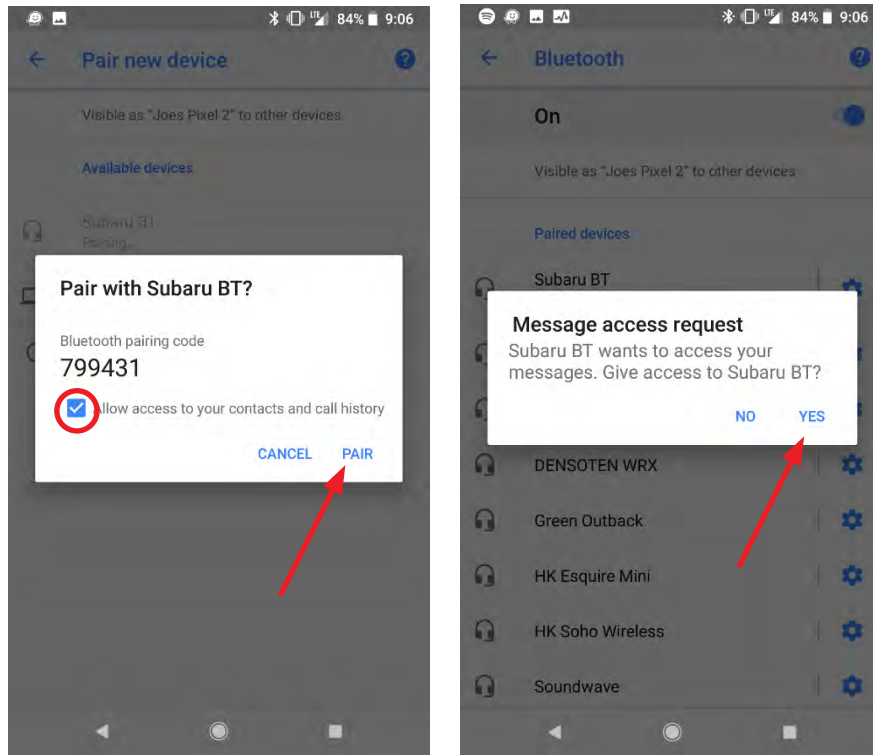 LTE 84% 9:06
Pair new device
Visible as "Joes Pixel 2" to other devices
Available devices
Subaru BT
Pairing...
Pair with Subaru BT?
Bluetooth pairing code
799431
Allow access to your contacts and call history
CANCEL PAIR
LTE 84% 9:06
Bluetooth
On
Visible as "Joes Pixel 2" to other devices
Paired devices
Subaru BT
Message access request
Subaru BT wants to access your
messages. Give access to Subaru BT?
NO YES
DENSOTEN WRX
Green Outback
HK Esquire Mini
HK Soho Wireless
Soundwave